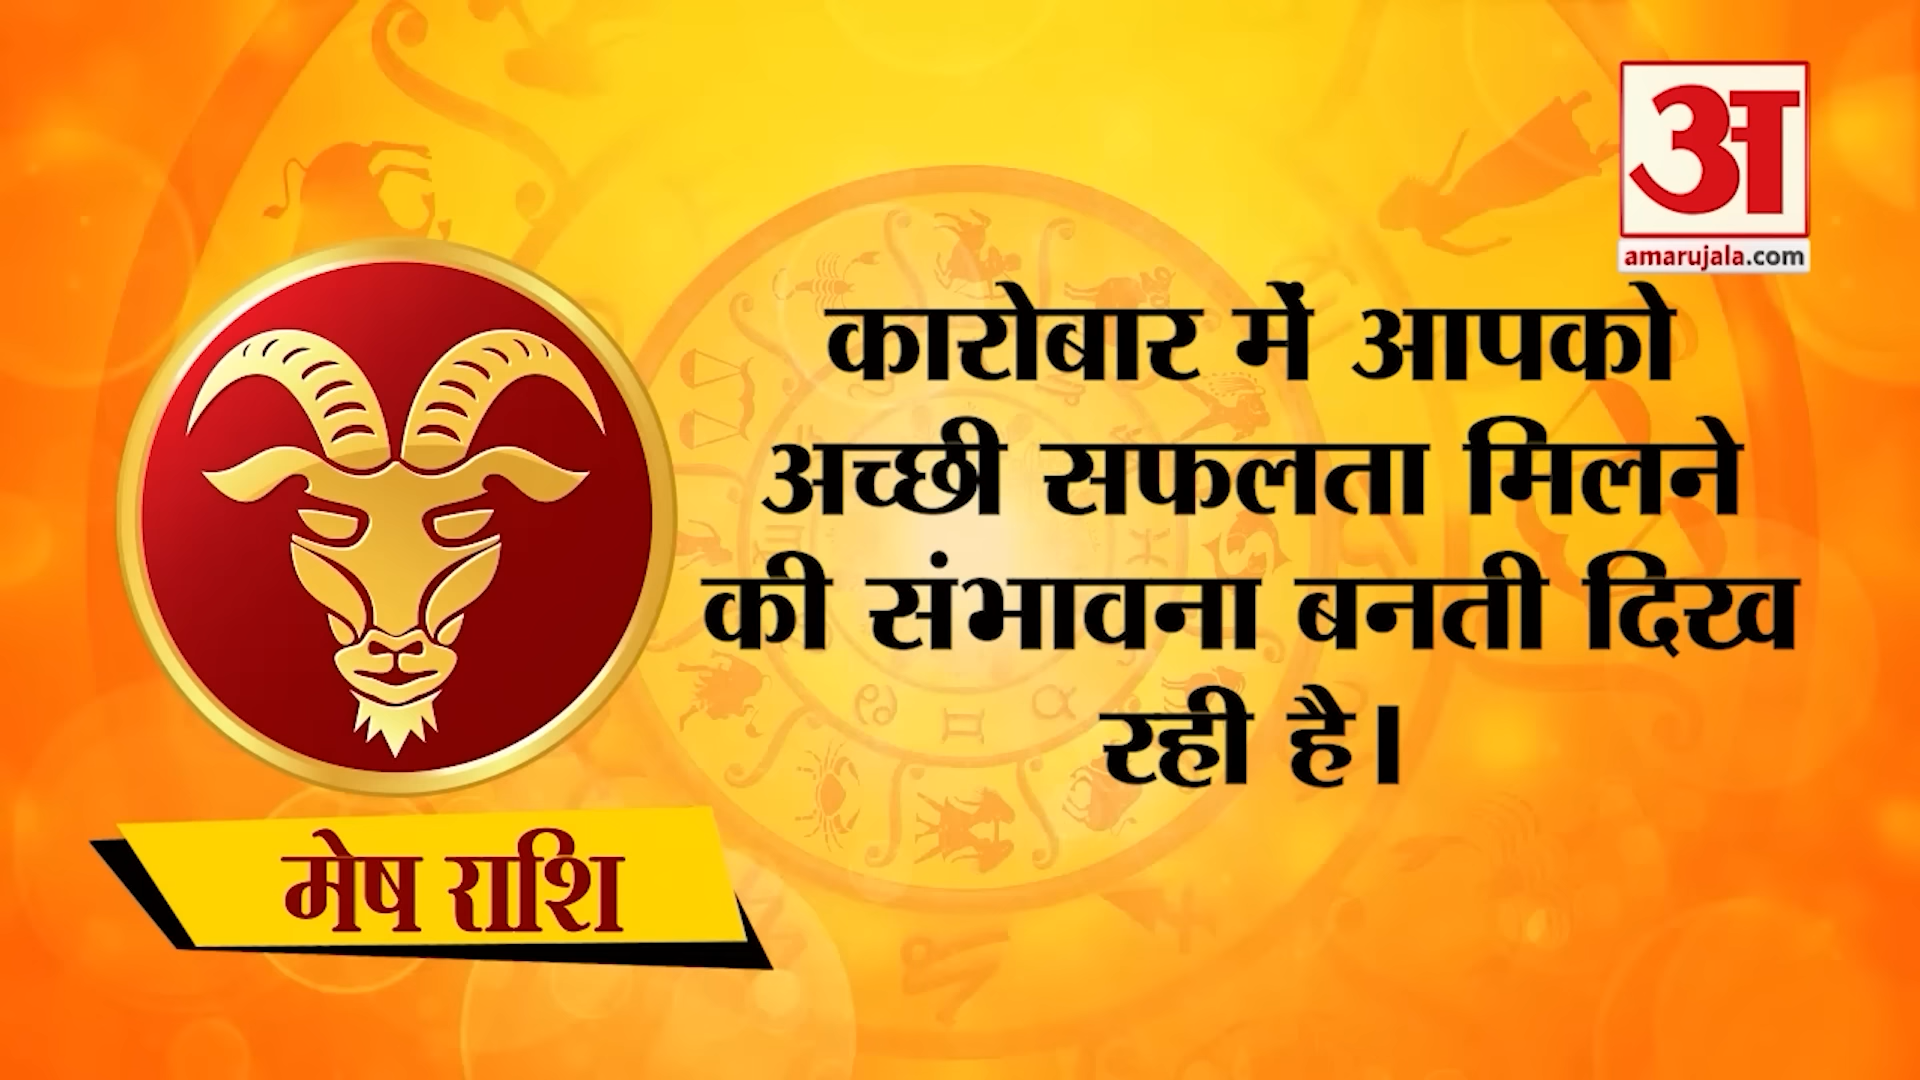 अ
amarujala.com
कारोबार में आपको
अच्छी सफलता मिलने
की संभावना बनती दिख
रही है।
मेष राशि